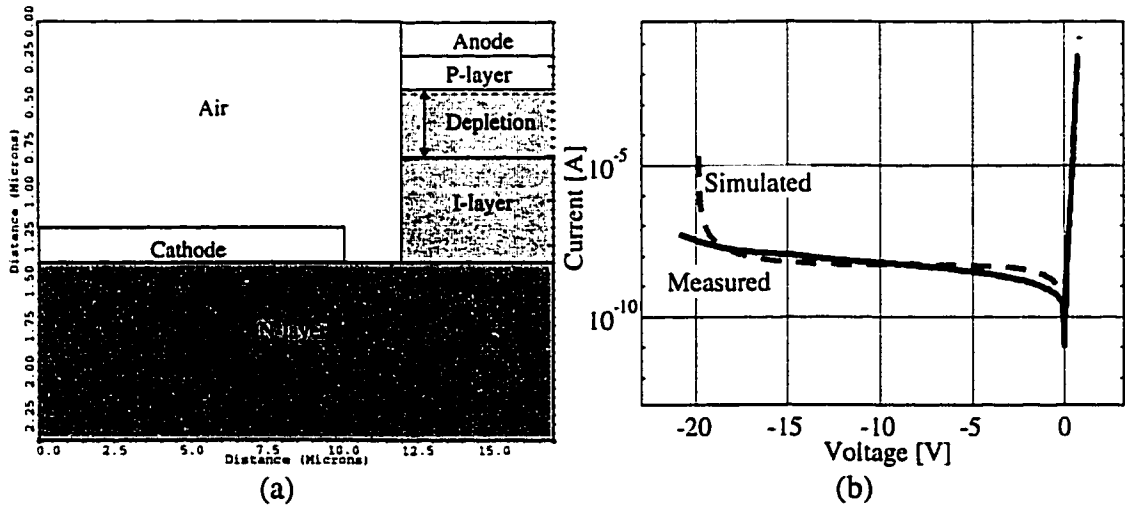 0.00
0.25
0.50
0.75
1.00
1.25
1.50
1.75
2.00
2.25
Distance (Microns)
Anode
P-layer
Air
Depletion
I-layer
Cathode
N-layer
0.0
2.5
5.0
7.5
10.0
12.5
15.0
Distance (Microns)
(a)
Current [A]
10⁻⁵
10⁻¹⁰
Simulated
Measured
-20
-15
-10
-5
0
Voltage [V]
(b)